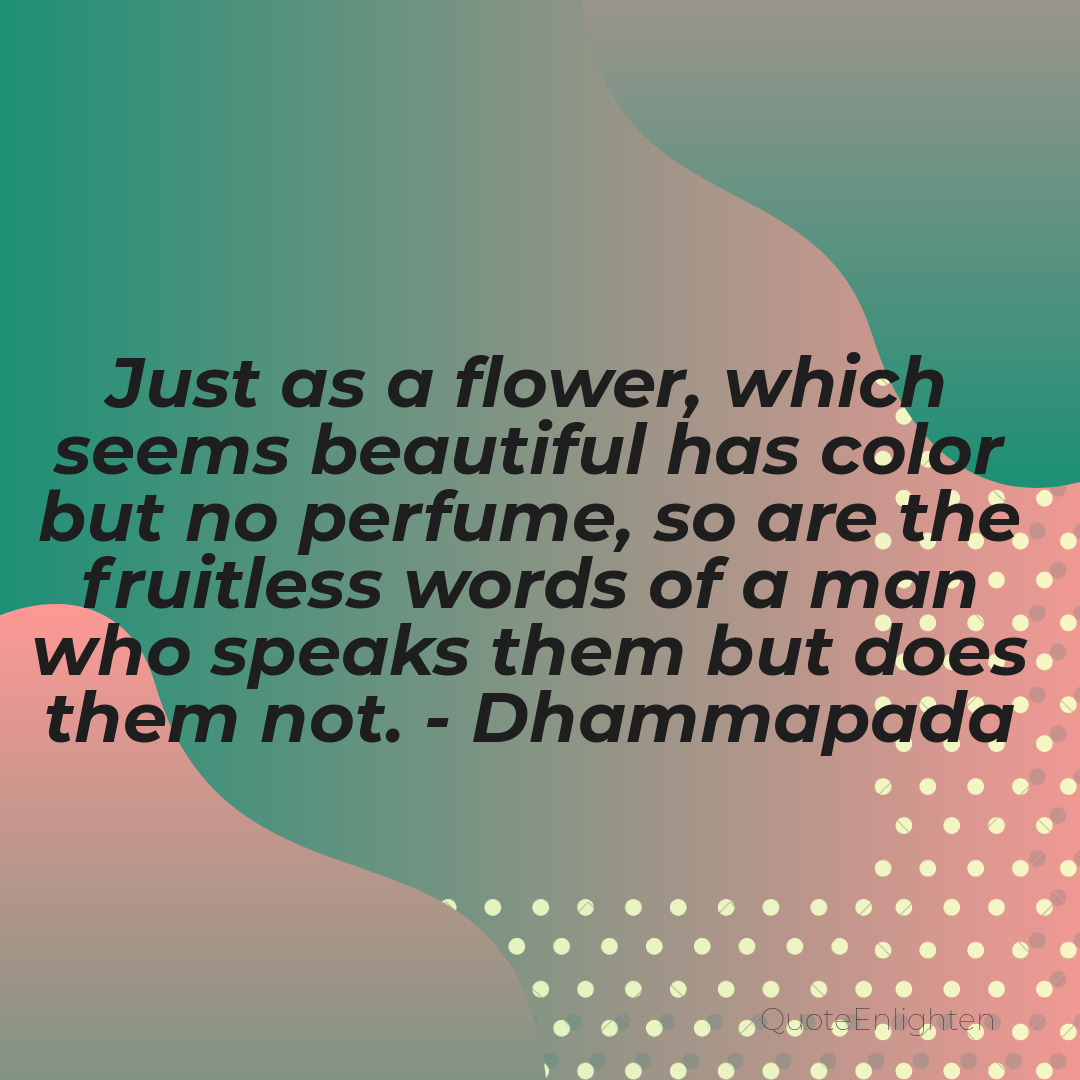 Just as a flower, which
seems beautiful has color
but no perfume, so are the
fruitless words of a man
who speaks them but does
them not. - Dhammapada
QuoteEnlighten